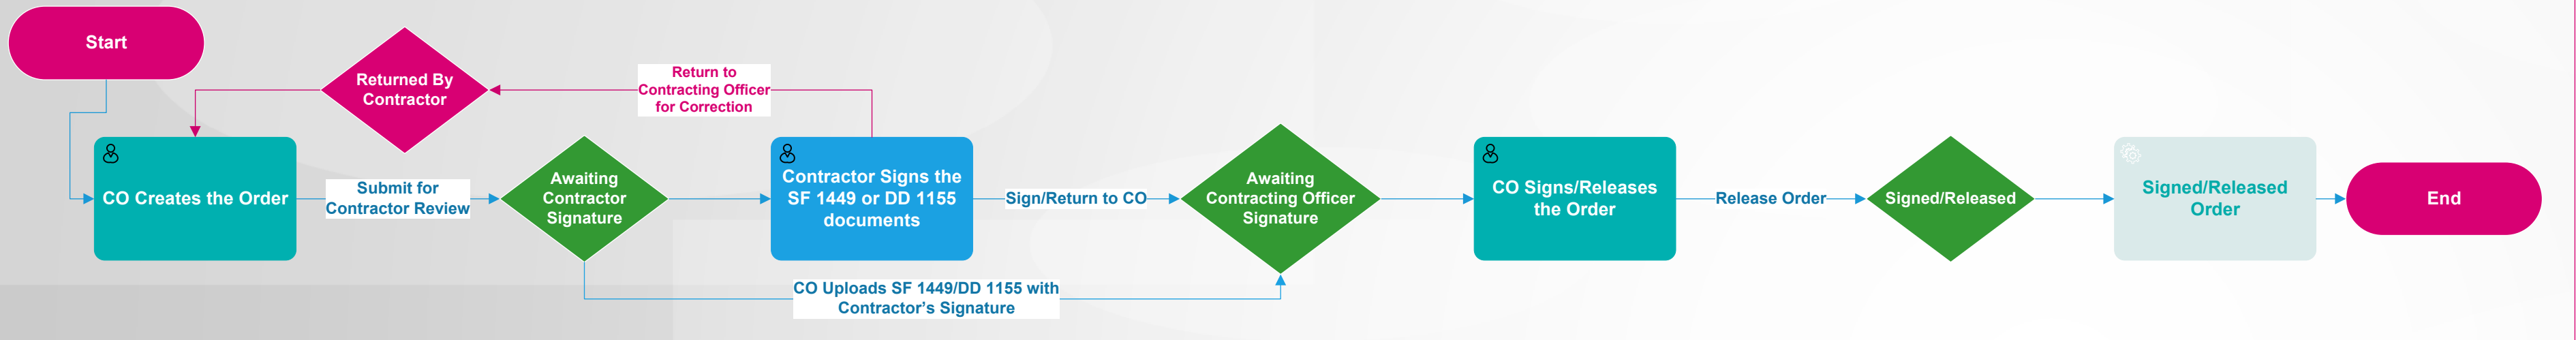 Start
Returned By
Contractor
Return to
Contracting Officer
for Correction
CO Creates the Order
Submit for
Contractor Review
Awaiting
Contractor
Signature
Contractor Signs the
SF 1449 or DD 1155
documents
Sign/Return to CO
Awaiting
Contracting Officer
Signature
CO Uploads SF 1449/DD 1155 with
Contractor’s Signature
CO Signs/Releases
the Order
Release Order
Signed/Released
Signed/Released
Order
End